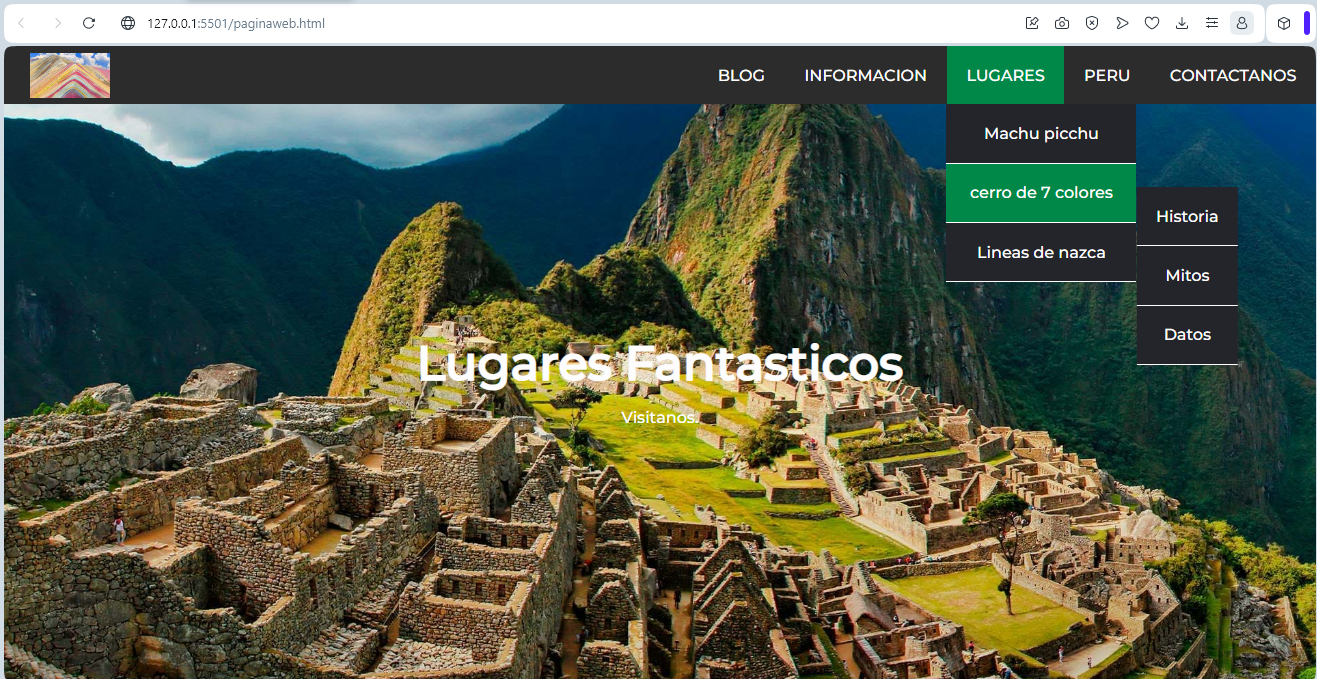 127.0.0.1:5501/paginaweb.html
BLOG INFORMACION LUGARES PERU CONTACTANOS
Machu picchu
cerro de 7 colores
Historia
Lineas de nazca
Mitos
Datos
Lugares Fantasticos
Visitanos.